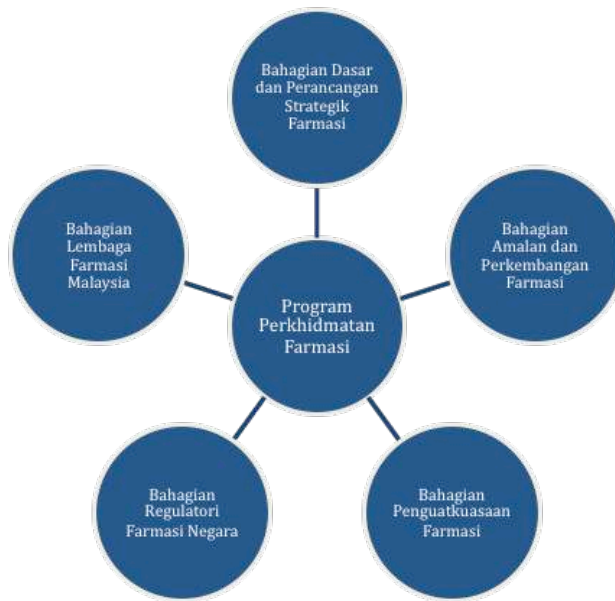 Bahagian Dasar
dan Perancangan
Strategik
Farmasi
Bahagian
Lembaga
Farmasi
Malaysia
Bahagian
Amalan dan
Perkembangan
Farmasi
Program
Perkhidmatan
Farmasi
Bahagian
Regulatori
Farmasi Negara
Bahagian
Penguatkuasaan
Farmasi